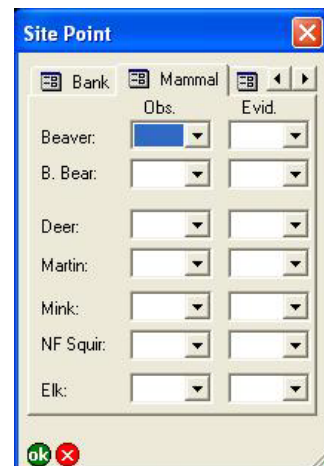 Site Point
Bank Mammal
Obs. Evid.
Beaver:
B. Bear:
Deer:
Martin:
Mink:
NF Squir:
Elk:
ok